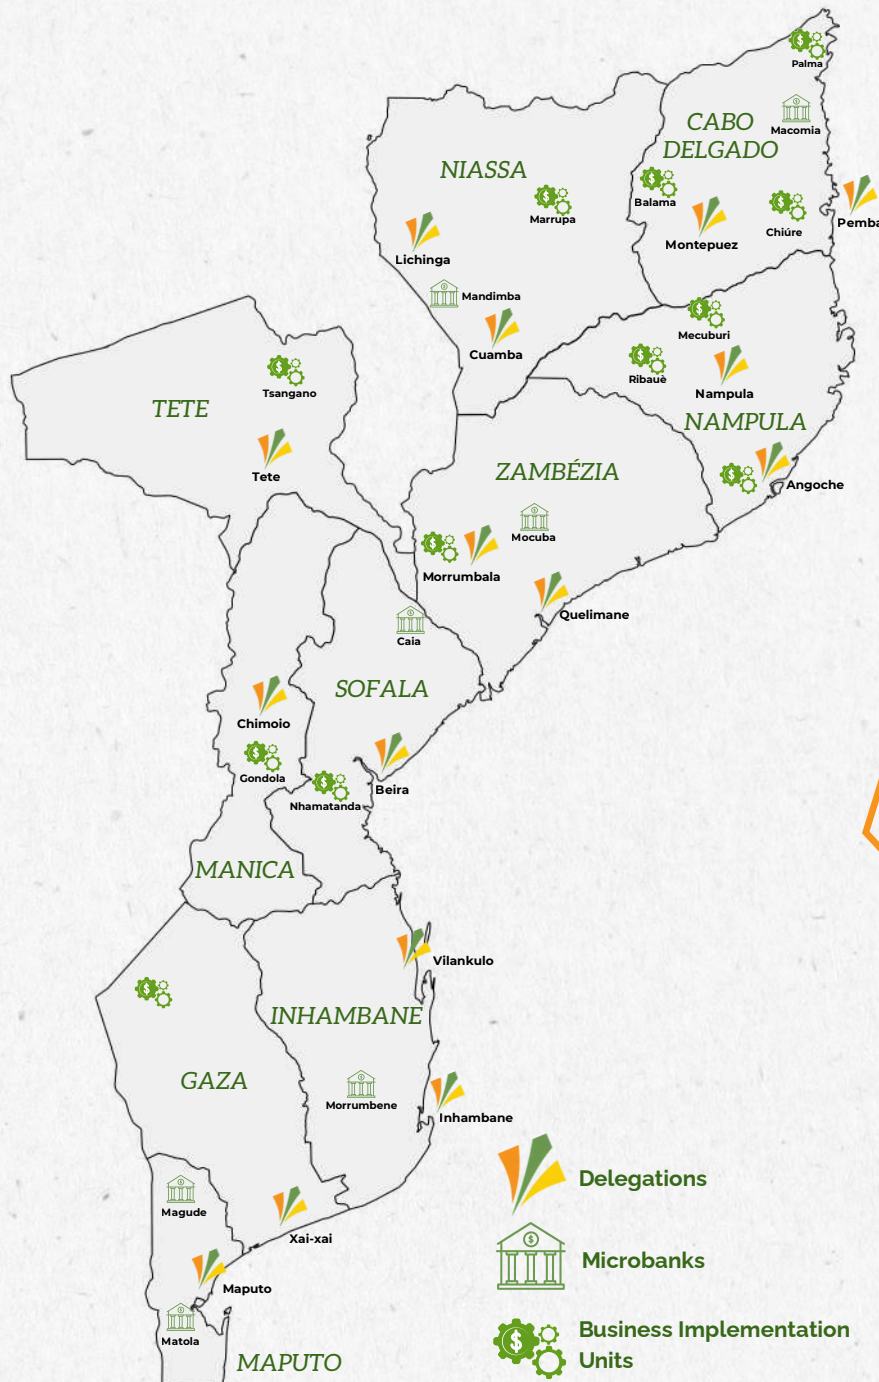 Palma
CABO
DELGADO
Macomia
NIASSA
Balama
Marrupa
Montepuez
Chiúre
Pemba
Lichinga
Mandimba
Cuamba
Mecuburi
Ribauè
Nampula
NAMPULA
Angoche
Tsangano
TETE
Tete
ZAMBÉZIA
Mocuba
Morrumbala
Quelimane
Caia
SOFALA
Chimoio
Gondola
Nhamatanda
Beira
MANICA
Vilankulo
INHAMBANE
GAZA
Morrumbene
Inhambane
Magude
Xai-xai
Maputo
Matola
MAPUTO
Delegations
Microbanks
Business Implementation
Units